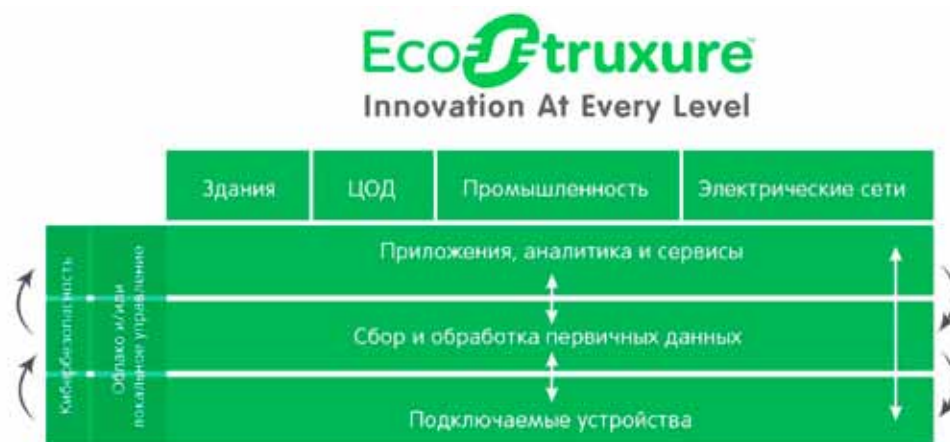 EcoStruxure™
Innovation At Every Level
Здания
ЦОД
Промышленность
Электрические сети
Кибербезопасность
Облако и/или
локальное управление
Приложения, аналитика и сервисы
Сбор и обработка первичных данных
Подключаемые устройства